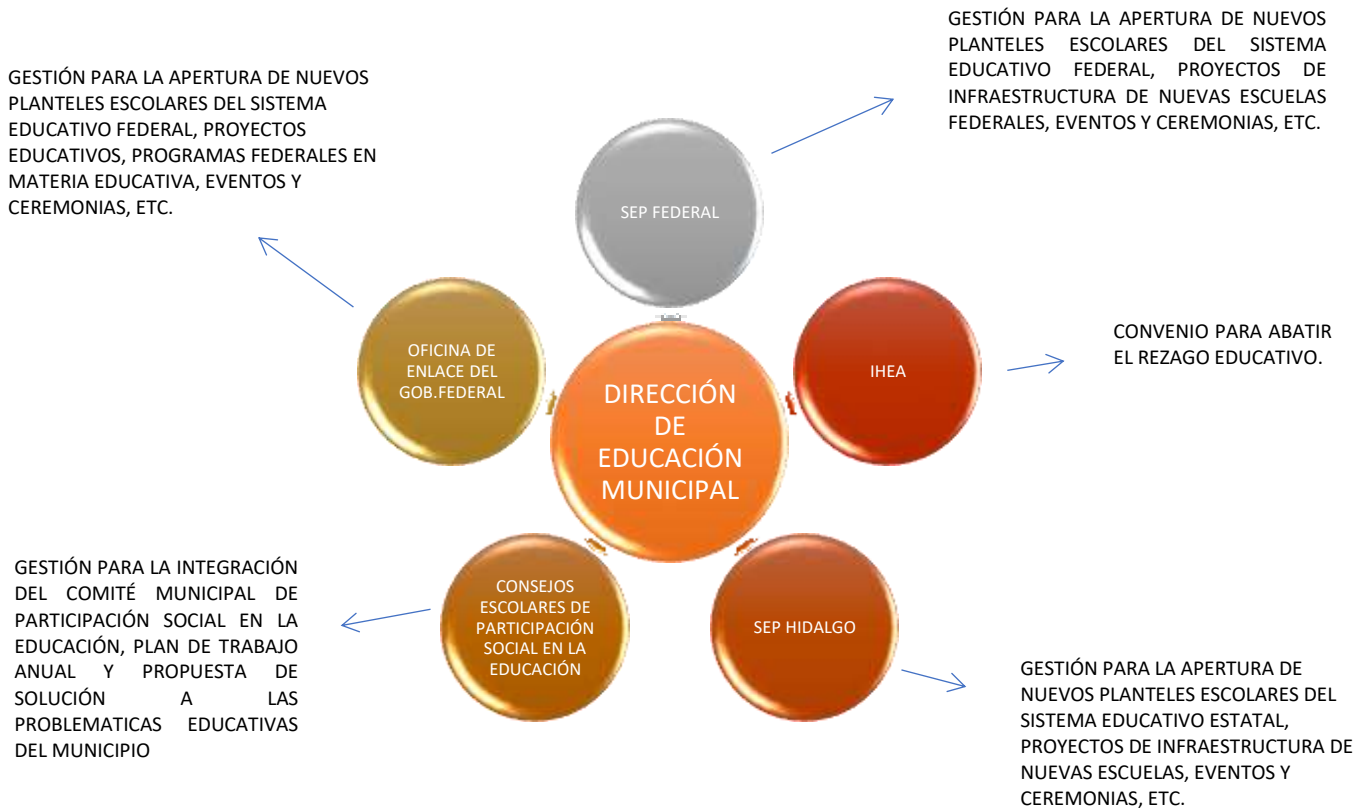 GESTIÓN PARA LA APERTURA DE NUEVOS
PLANTELES ESCOLARES DEL SISTEMA
EDUCATIVO FEDERAL, PROYECTOS DE
INFRAESTRUCTURA DE NUEVAS ESCUELAS
FEDERALES, EVENTOS Y CEREMONIAS, ETC.
GESTIÓN PARA LA APERTURA DE NUEVOS
PLANTELES ESCOLARES DEL SISTEMA
EDUCATIVO FEDERAL, PROYECTOS
EDUCATIVOS, PROGRAMAS FEDERALES EN
MATERIA EDUCATIVA, EVENTOS Y
CEREMONIAS, ETC.
SEP FEDERAL
OFICINA DE
ENLACE DEL
GOB.FEDERAL
IHEA
CONVENIO PARA ABATIR
EL REZAGO EDUCATIVO.
DIRECCIÓN
DE
EDUCACIÓN
MUNICIPAL
GESTIÓN PARA LA INTEGRACIÓN
DEL COMITÉ MUNICIPAL DE
PARTICIPACIÓN SOCIAL EN LA
EDUCACIÓN, PLAN DE TRABAJO
ANUAL Y PROPUESTA DE
SOLUCIÓN A LAS
PROBLEMATICAS EDUCATIVAS
DEL MUNICIPIO
CONSEJOS
ESCOLARES DE
PARTICIPACIÓN
SOCIAL EN LA
EDUCACIÓN
SEP HIDALGO
GESTIÓN PARA LA APERTURA DE
NUEVOS PLANTELES ESCOLARES DEL
SISTEMA EDUCATIVO ESTATAL,
PROYECTOS DE INFRAESTRUCTURA DE
NUEVAS ESCUELAS, EVENTOS Y
CEREMONIAS, ETC.